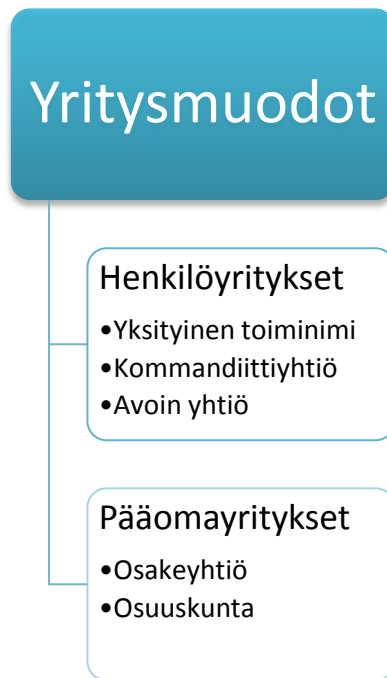 Yritysmuodot
Henkilöyritykset
•Yksityinen toiminimi
•Kommandiittiyhtiö
•Avoin yhtiö
Pääomayritykset
•Osakeyhtiö
•Osuuskunta